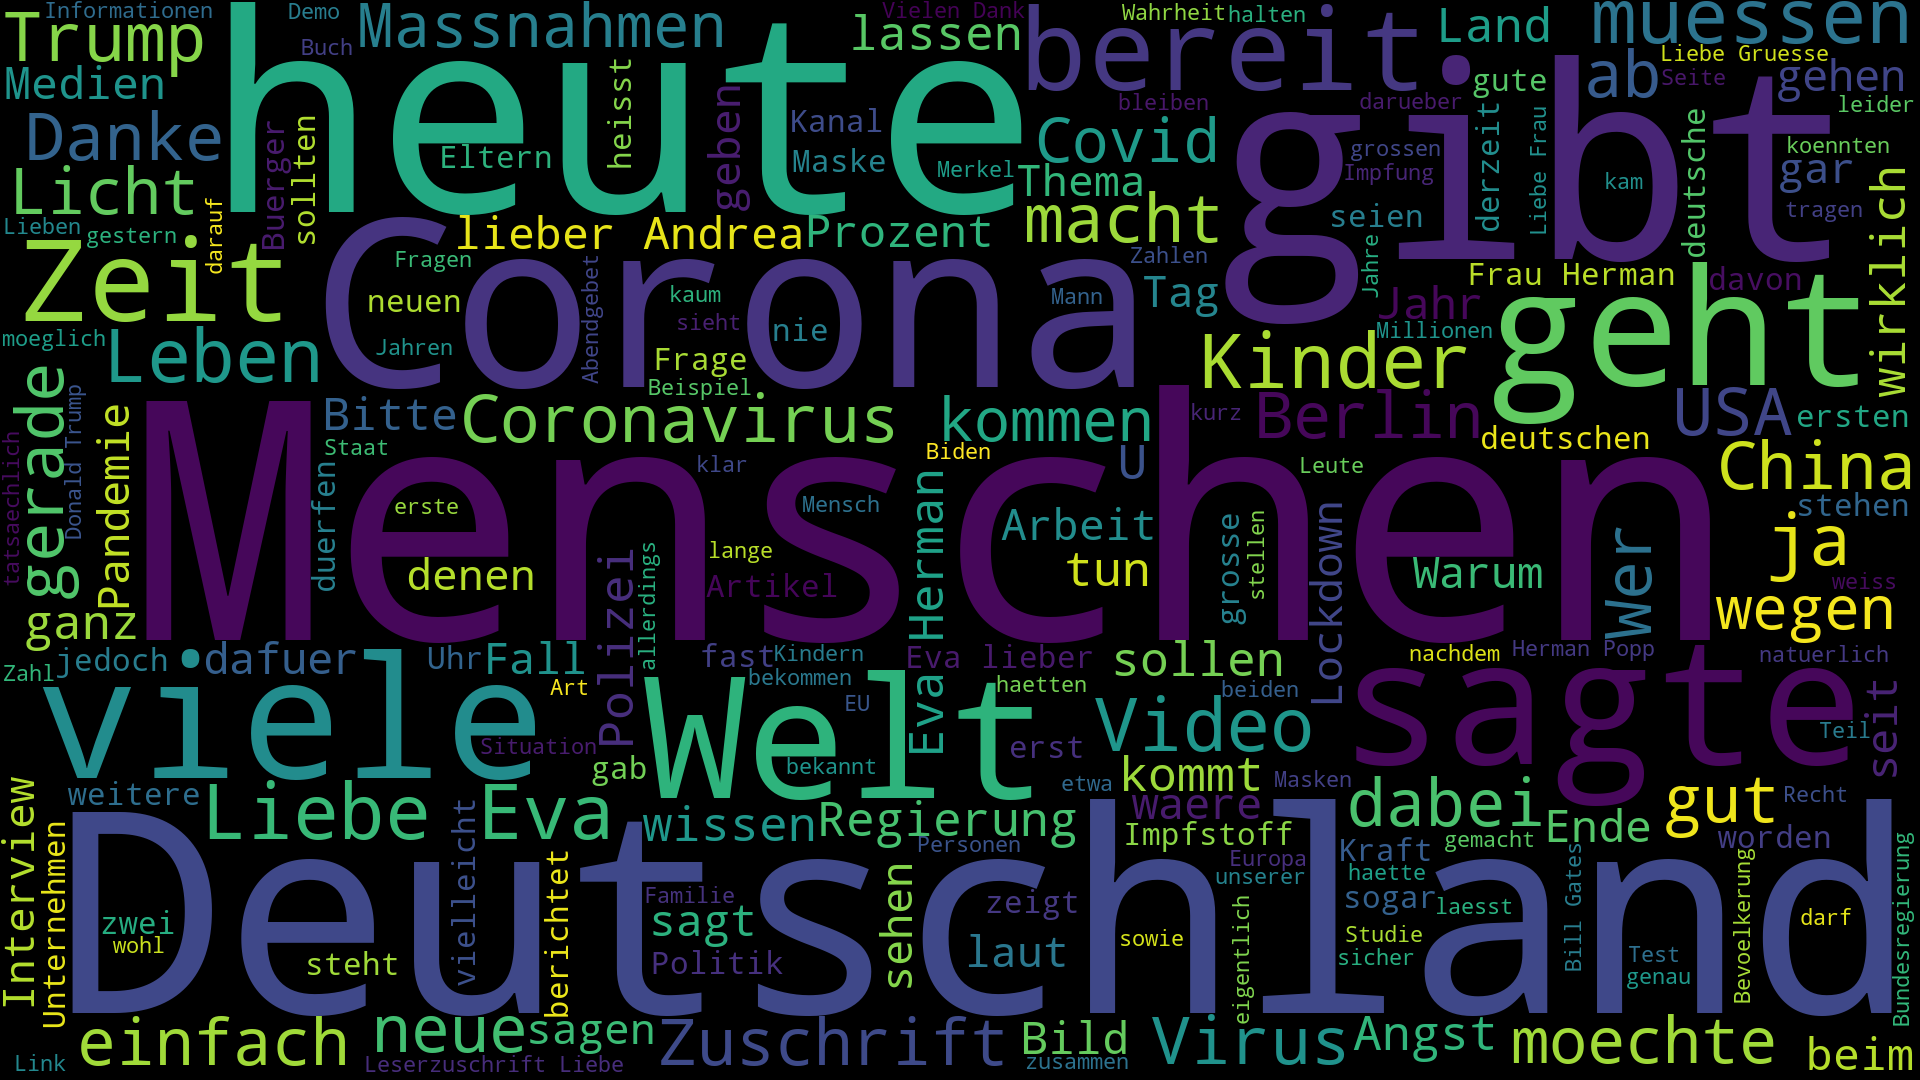 Informationen
Demo
Vielen Dank
Wahrheit
halten
Trump
Buch
Massnahmen
lassen
heute
bereit
Land
muessen
Liebe Gruesse
Medien
heisst
gute
Seite
ab
gehen
leider
Danke
Eltern
sollten
Buerger
geben
Kanal
Maske
Merkel
Covid
bleiben
darueber
grossen
Impfung
gibt
derzeit
Liebe Frau
kam
deutsche
koennten
gar
tragen
wirklich
Licht
Thema
macht
seien
Lieben
gestern
darauf
lieber Andrea
Prozent
Zahlen
Jahre
Frau Herman
davon
Zeit
Corona
Fragen
neuen
Abendgebet
kaum
sieht
nie
Mann
Tag
Jahr
Millionen
geht
moeglich
Leben
Jahren
Frage
Beispiel
Kinder
gerade
Donald Trump
Pandemie
Bitte
Coronavirus
kommen
kurz
Berlin
USA
ersten
deutschen
Staat
tatsaechlich
Menschen
klar
Biden
U
Leute
China
stehen
duerfen
erste
Mensch
Eva Herman
Arbeit
grosse
stellen
Lockdown
Wer
ja
denen
Polizei
allerdings
lange
Artikel
tun
Warum
weiss
wegen
ganz
Zahl
jedoch
dafuer
Uhr
Fall
fast
Kindern
Eva lieber
sollen
nachdem
Herman Popp
natuerlich
viele
Art
bekommen
EU
haetten
beiden
sagte
seit
Teil
Situation
gab
Welt
bekannt
erst
Video
kommt
etwa
Masken
weitere
Interview
Unternehmen
Liebe Eva
wissen
Regierung
waere
Impfstoff
dabei
gemacht
Ende
gut
Recht
worden
Deutschland
vielleicht
berichtet
Personen
Europa
unserer
Kraft
haette
Familie
sagt
sehen
zeigt
sogar
laesst
Bill Gates
Bevoelkerung
darf
Bundesregierung
zwei
wohl
steht
Politik
laut
sowie
eigentlich
Studie
sicher
Test
genau
einfach
neue
sagen
Zuschrift
Bild
zusammen
Virus
Angst
moechte
beim
Link
Leserzuschrift Liebe